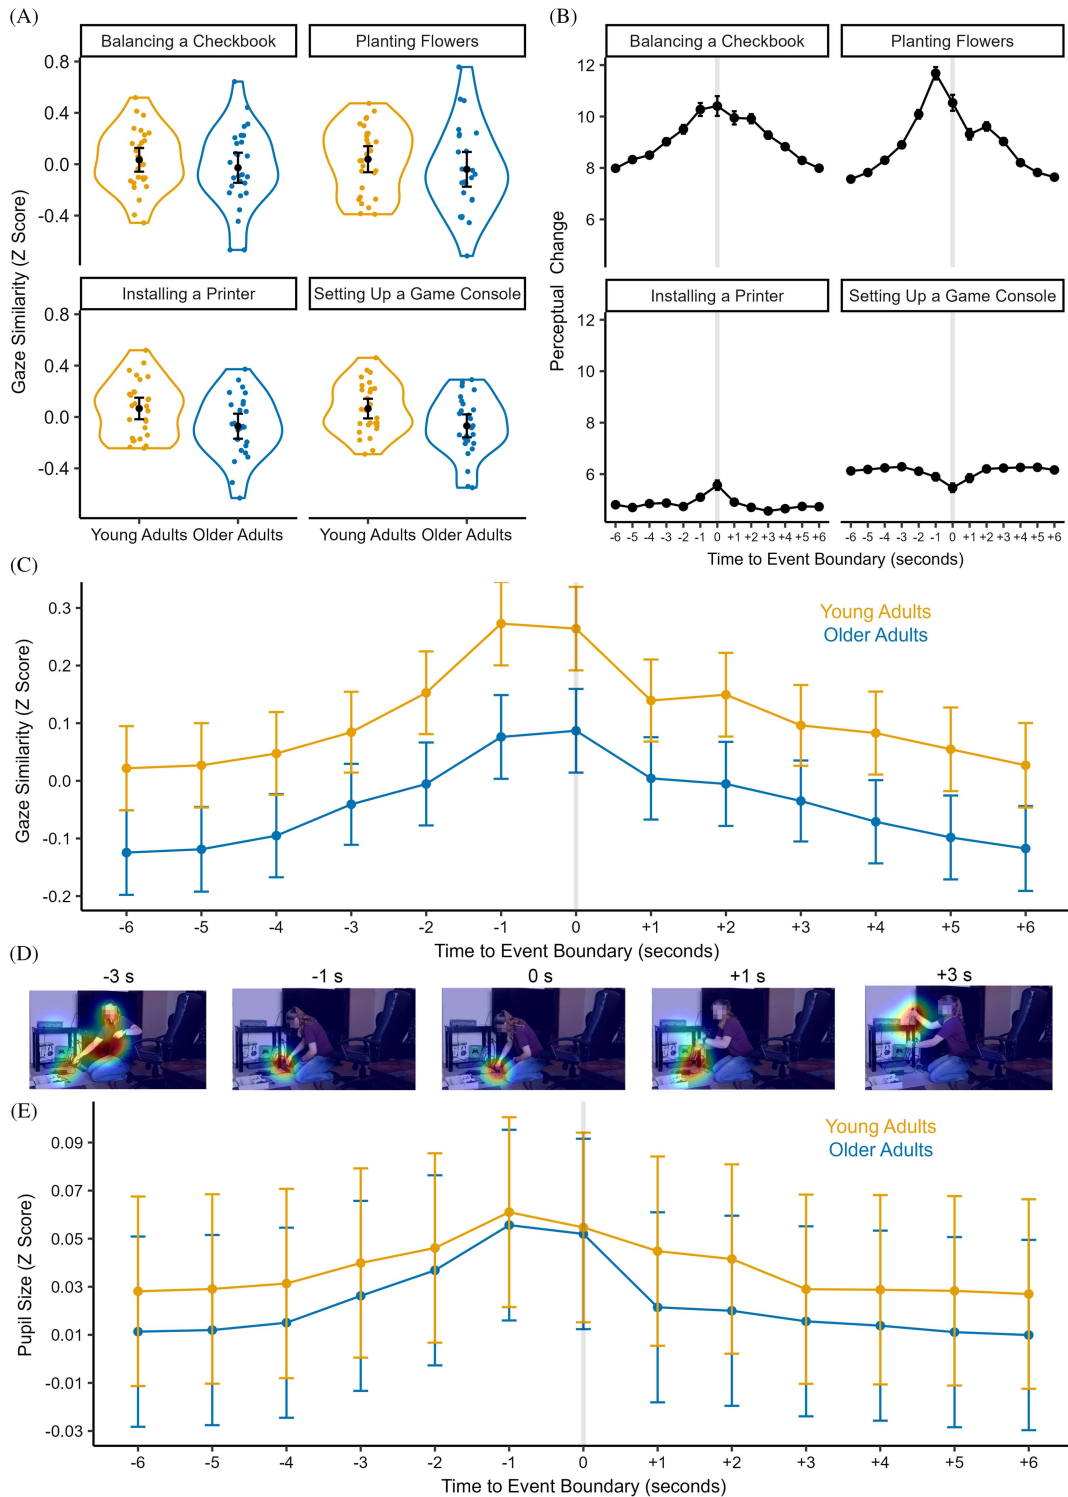 (A)
Balancing a Checkbook
Planting Flowers
0.8
0.4
0.0
-0.4
Installing a Printer
Setting Up a Game Console
0.8
0.4
0.0
-0.4
Young Adults Older Adults
Young Adults Older Adults
Gaze Similarity (Z Score)
(B)
Balancing a Checkbook
Planting Flowers
12
10
8
6
Installing a Printer
Setting Up a Game Console
12
10
8
6
-6 -5 -4 -3 -2 -1 0 +1 +2 +3 +4 +5 +6
-6 -5 -4 -3 -2 -1 0 +1 +2 +3 +4 +5 +6
Time to Event Boundary (seconds)
Perceptual Change
(C)
Young Adults
Older Adults
0.3
0.2
0.1
0.0
-0.1
-0.2
-6 -5 -4 -3 -2 -1 0 +1 +2 +3 +4 +5 +6
Time to Event Boundary (seconds)
Gaze Similarity (Z Score)
(D)
-3 s
-1 s
0 s
+1 s
+3 s
(E)
Young Adults
Older Adults
0.09
0.07
0.05
0.03
0.01
-0.01
-0.03
-6 -5 -4 -3 -2 -1 0 +1 +2 +3 +4 +5 +6
Time to Event Boundary (seconds)
Pupil Size (Z Score)